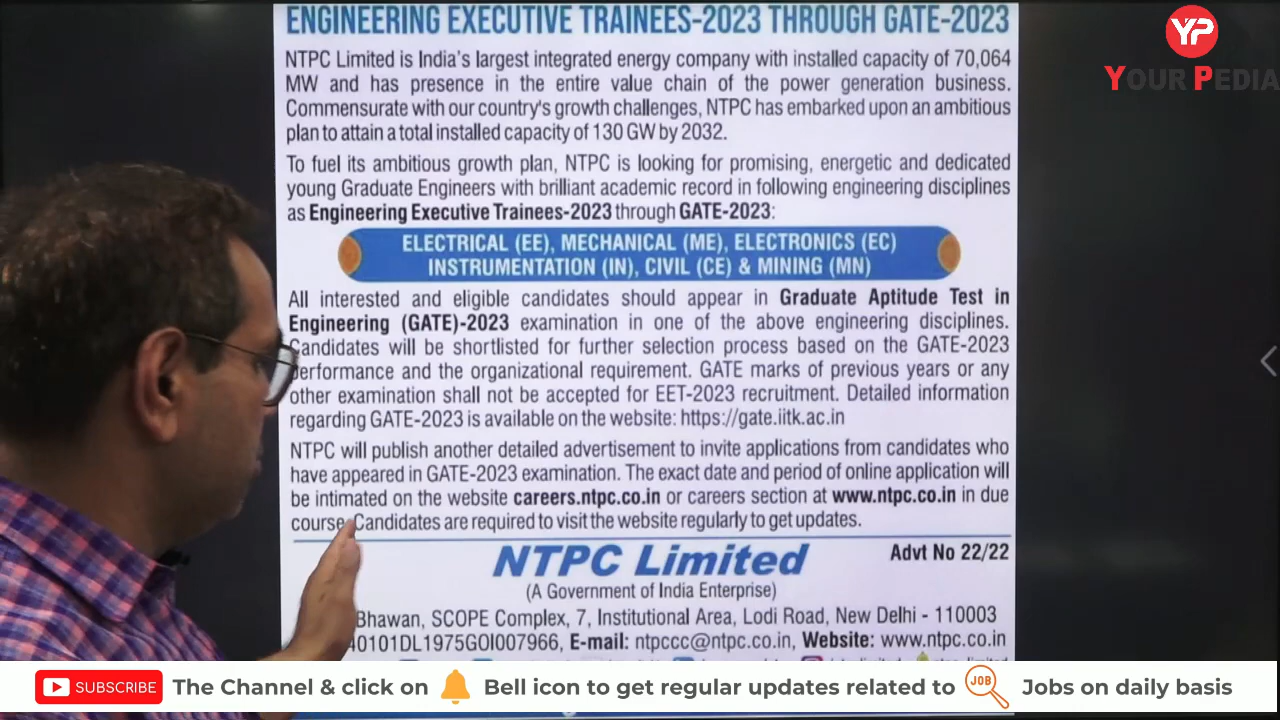 ENGINEERING EXECUTIVE TRAINEES-2023 THROUGH GATE-2023
YP
YOUR PEDIA
NTPC Limited is India's largest integrated energy company with installed capacity of 70,064
MW and has presence in the entire value chain of the power generation business.
Commensurate with our country's growth challenges, NTPC has embarked upon an ambitious
plan to attain a total installed capacity of 130 GW by 2032.
To fuel its ambitious growth plan, NTPC is looking for promising, energetic and dedicated
young Graduate Engineers with brilliant academic record in following engineering disciplines
as Engineering Executive Trainees-2023 through GATE-2023:
ELECTRICAL (EE), MECHANICAL (ME), ELECTRONICS (EC)
INSTRUMENTATION (IN), CIVIL (CE) & MINING (MN)
All interested and eligible candidates should appear in Graduate Aptitude Test in
Engineering (GATE)-2023 examination in one of the above engineering disciplines.
Candidates will be shortlisted for further selection process based on the GATE-2023
performance and the organizational requirement. GATE marks of previous years or any
other examination shall not be accepted for EET-2023 recruitment. Detailed information
regarding GATE-2023 is available on the website: https://gate.iitk.ac.in
NTPC will publish another detailed advertisement to invite applications from candidates who
have appeared in GATE-2023 examination. The exact date and period of online application will
be intimated on the website careers.ntpc.co.in or careers section at www.ntpc.co.in in due
course. Candidates are required to visit the website regularly to get updates.
NTPC Limited
Advt No 22/22
(A Government of India Enterprise)
Bhawan, SCOPE Complex, 7, Institutional Area, Lodi Road, New Delhi - 110003
40101DL1975GOI007966, E-mail: ntpccc@ntpc.co.in, Website: www.ntpc.co.in
SUBSCRIBE The Channel & click on Bell icon to get regular updates related to JOB Jobs on daily basis